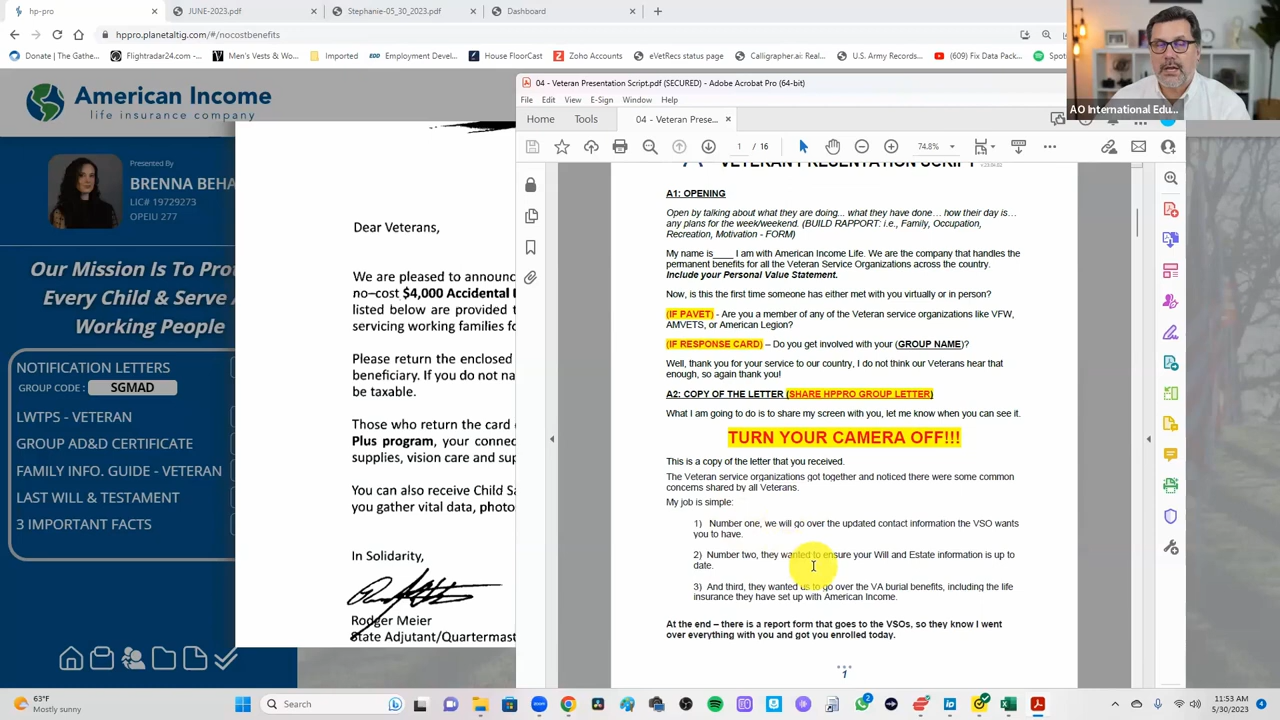 hp-pro
JUNE-2023.pdf
Stephanie-05_30_2023.pdf
Dashboard
hppro.planetaltig.com/#/nocostbenefits
Donate | The Gathe...
Flightradar24.com -...
Men's Vests & Wo...
Imported
EDD Employment Devel...
House FloorCast
Zoho Accounts
eVetRecs status page
Calligrapher.ai: Real...
U.S. Army Records...
(609) Fix Data Pack...
Spot
American Income
life insurance company
Presented By
BRENNA BEHA
LIC# 19729273
OPEIU 277
Our Mission Is To Pro
Every Child & Serve
Working People
NOTIFICATION LETTERS
GROUP CODE : SGMAD
LWTPS - VETERAN
GROUP AD&D CERTIFICATE
FAMILY INFO. GUIDE - VETERAN
LAST WILL & TESTAMENT
3 IMPORTANT FACTS
Dear Veterans,
We are pleased to announc
no–cost $4,000 Accidental
listed below are provided t
servicing working families fo
Please return the enclosed
beneficiary. If you do not na
be taxable.
Those who return the card
Plus program, your connec
supplies, vision care and sup
You can also receive Child Sa
you gather vital data, photo
In Solidarity,
Rodger Meier
State Adjutant/Quartermast
04 - Veteran Presentation Script.pdf (SECURED) - Adobe Acrobat Pro (64-bit)
File Edit View E-Sign Window Help
Home Tools 04 - Veteran Prese...
1 / 16
74.8%
VETERAN PRESENTATION SCRIPT
A1: OPENING
Open by talking about what they are doing... what they have done… how their day is…
any plans for the week/weekend. (BUILD RAPPORT: i.e., Family, Occupation,
Recreation, Motivation - FORM)
My name is____ I am with American Income Life. We are the company that handles the
permanent benefits for all the Veteran Service Organizations across the country.
Include your Personal Value Statement.
Now, is this the first time someone has either met with you virtually or in person?
(IF PAVET) - Are you a member of any of the Veteran service organizations like VFW,
AMVETS, or American Legion?
(IF RESPONSE CARD) – Do you get involved with your (GROUP NAME)?
Well, thank you for your service to our country, I do not think our Veterans hear that
enough, so again thank you!
A2: COPY OF THE LETTER (SHARE HPPRO GROUP LETTER)
What I am going to do is to share my screen with you, let me know when you can see it.
TURN YOUR CAMERA OFF!!!
This is a copy of the letter that you received.
The Veteran service organizations got together and noticed there were some common
concerns shared by all Veterans.
My job is simple:
1) Number one, we will go over the updated contact information the VSO wants
you to have.
2) Number two, they wanted to ensure your Will and Estate information is up to
date.
3) And third, they wanted us to go over the VA burial benefits, including the life
insurance they have set up with American Income.
At the end – there is a report form that goes to the VSOs, so they know I went
over everything with you and got you enrolled today.
1
AO International Edu...
63°F
Mostly sunny
Search
2
11:53 AM
5/30/2023